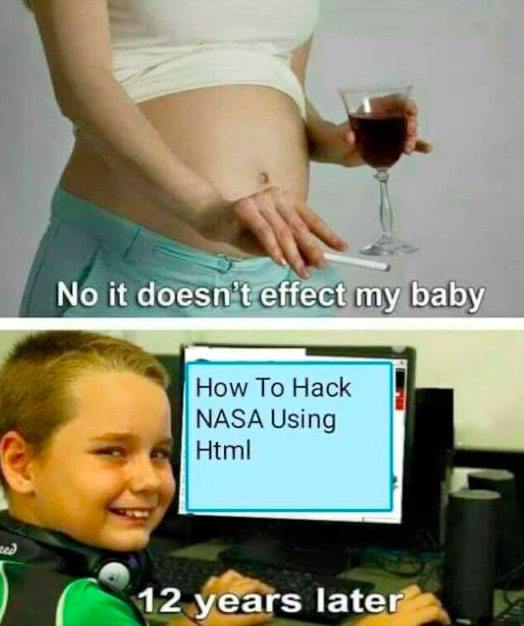 No it doesn't effect my baby
How To Hack
NASA Using
Html
12 years later